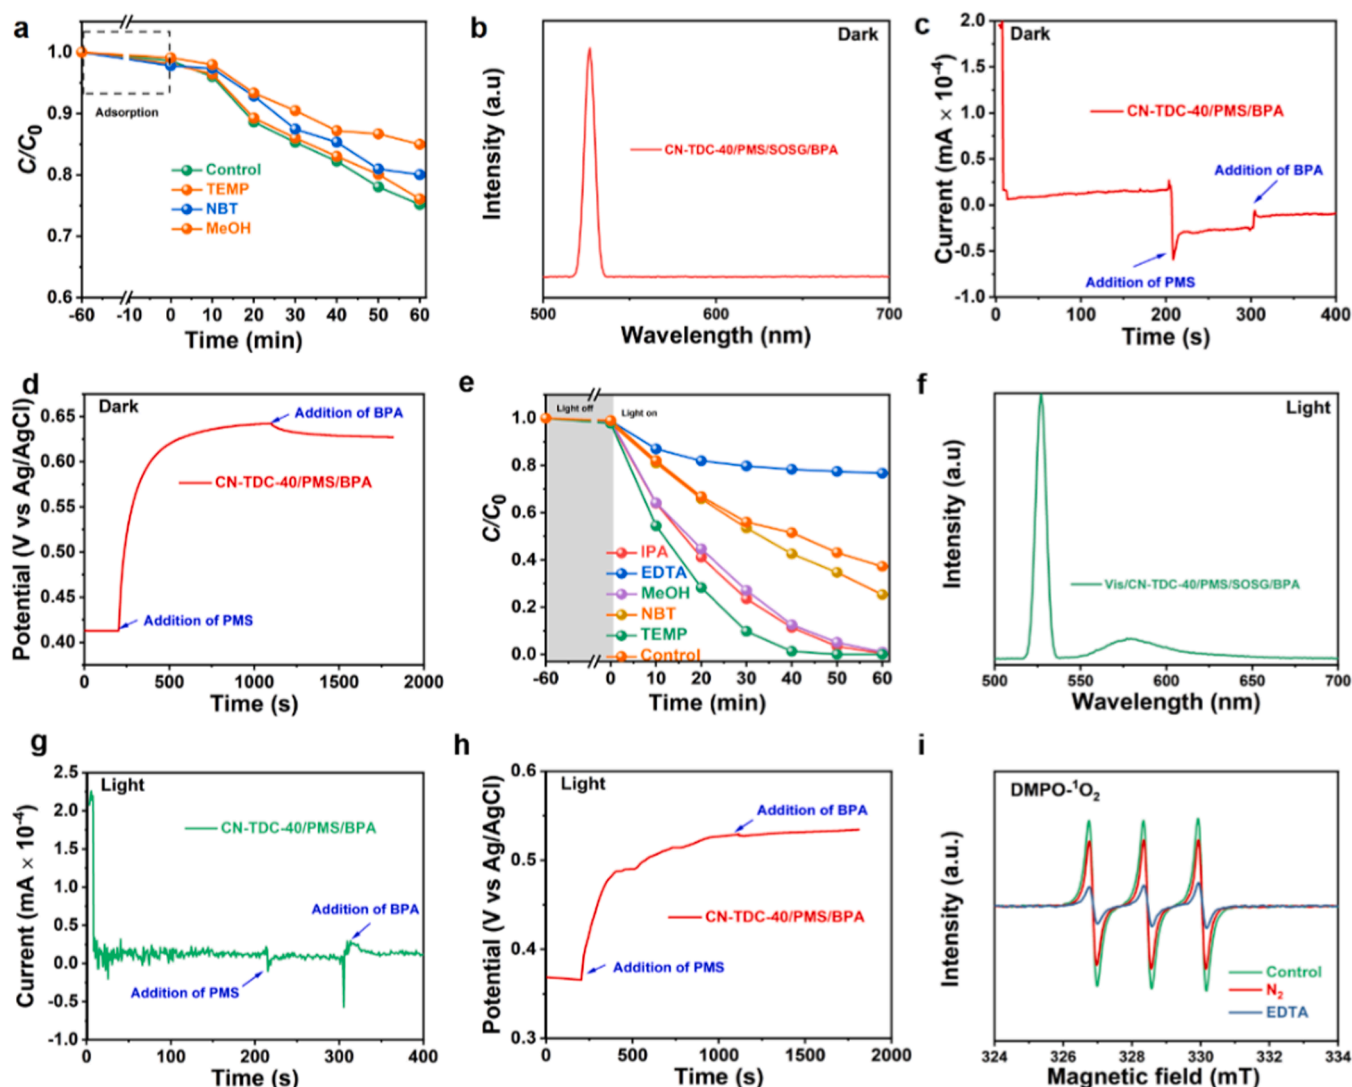 a
1.0
0.9
0.8
0.7
0.6
C/C0
Adsorption
Control
TEMP
NBT
MeOH
-60 -10 0 10 20 30 40 50 60
Time (min)
b
Dark
Intensity (a.u)
CN-TDC-40/PMS/SOSG/BPA
500 600 700
Wavelength (nm)
c
Dark
2.0
1.5
1.0
0.5
0.0
-0.5
-1.0
Current (mA × 10-4)
CN-TDC-40/PMS/BPA
Addition of BPA
Addition of PMS
0 100 200 300 400
Time (s)
d
Dark
0.65
0.60
0.55
0.50
0.45
0.40
Potential (V vs Ag/AgCl)
Addition of BPA
CN-TDC-40/PMS/BPA
Addition of PMS
0 500 1000 1500 2000
Time (s)
e
Light off
Light on
1.0
0.8
0.6
0.4
0.2
0.0
C/C0
IPA
EDTA
MeOH
NBT
TEMP
Control
-60 0 10 20 30 40 50 60
Time (min)
f
Light
Intensity (a.u)
Vis/CN-TDC-40/PMS/SOSG/BPA
500 550 600 650 700
Wavelength (nm)
g
Light
2.5
2.0
1.5
1.0
0.5
0.0
-0.5
-1.0
Current (mA × 10-4)
CN-TDC-40/PMS/BPA
Addition of BPA
Addition of PMS
0 100 200 300 400
Time (s)
h
Light
0.6
0.5
0.4
0.3
Potential (V vs Ag/AgCl)
Addition of BPA
CN-TDC-40/PMS/BPA
Addition of PMS
0 500 1000 1500 2000
Time (s)
i
DMPO-1O2
Intensity (a.u.)
Control
N2
EDTA
324 326 328 330 332 334
Magnetic field (mT)